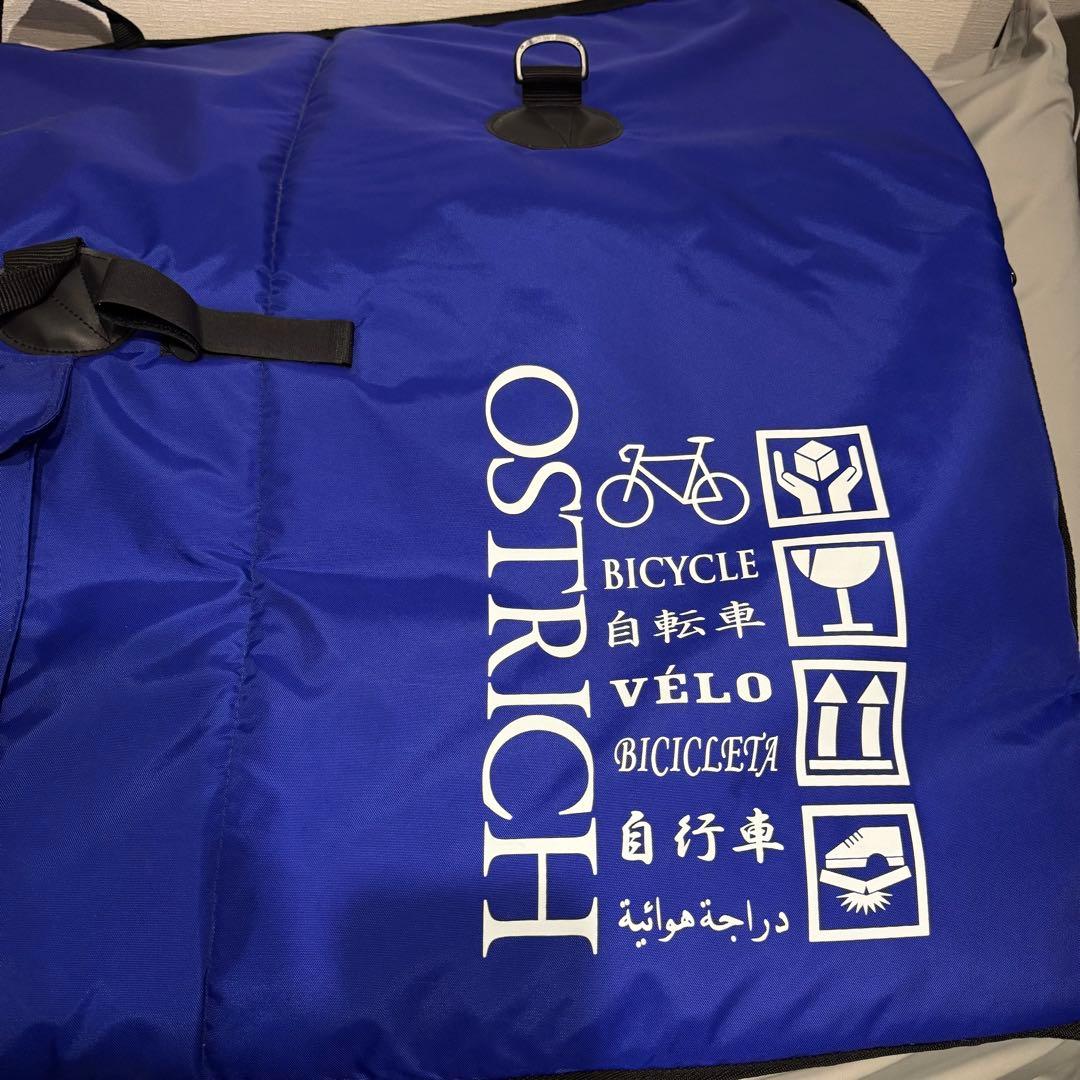 OSTRICH
BICYCLE
自転車
VÉLO
BICICLETA
自行車
دراجة هوائية